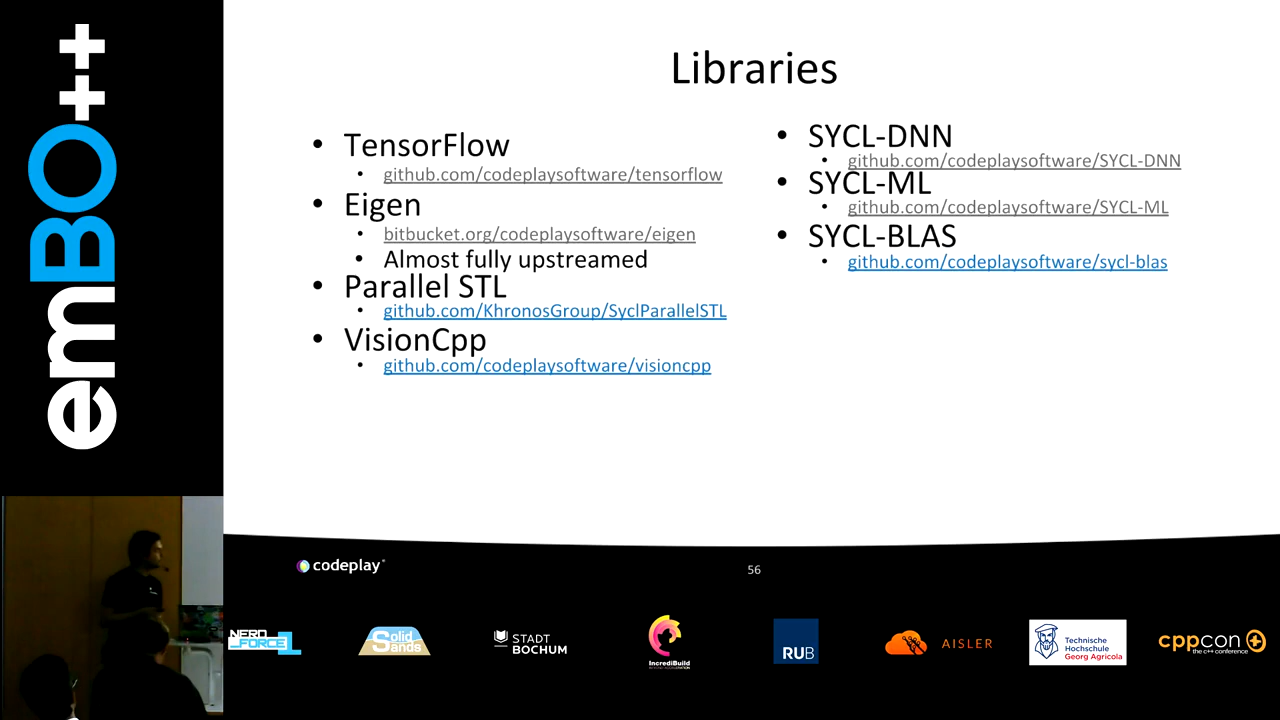 emBO++
Libraries
• TensorFlow
• github.com/codeplaysoftware/tensorflow
• Eigen
• bitbucket.org/codeplaysoftware/eigen
• Almost fully upstreamed
• Parallel STL
• github.com/KhronosGroup/SyclParallelSTL
• VisionCpp
• github.com/codeplaysoftware/visioncpp
• SYCL-DNN
• github.com/codeplaysoftware/SYCL-DNN
• SYCL-ML
• github.com/codeplaysoftware/SYCL-ML
• SYCL-BLAS
• github.com/codeplaysoftware/sycl-blas
codeplay®
56
NERD
FORCE1
Solid
Sands
STADT
BOCHUM
IncrediBuild
RUB
AISLER
Technische
Hochschule
Georg Agricola
cppcon
the c++ conference